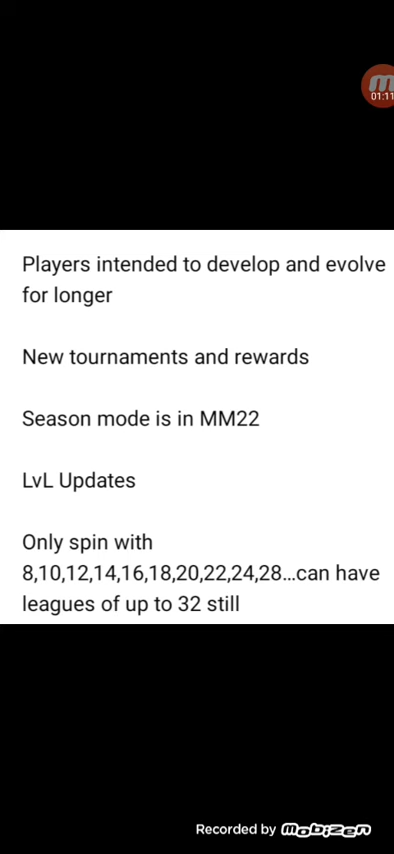 m
01:11
Players intended to develop and evolve
for longer
New tournaments and rewards
Season mode is in MM22
LvL Updates
Only spin with
8,10,12,14,16,18,20,22,24,28...can have
leagues of up to 32 still
Recorded by mobizen